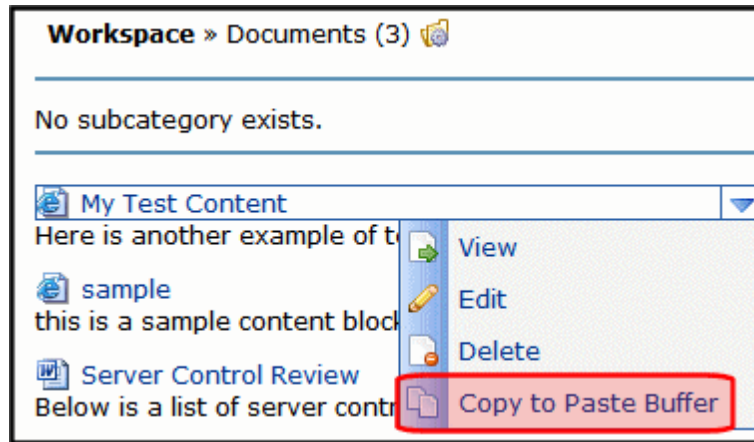 Workspace » Documents (3)
No subcategory exists.
My Test Content
Here is another example of
View
sample
Edit
this is a sample content block
Delete
Server Control Review
Copy to Paste Buffer
Below is a list of server